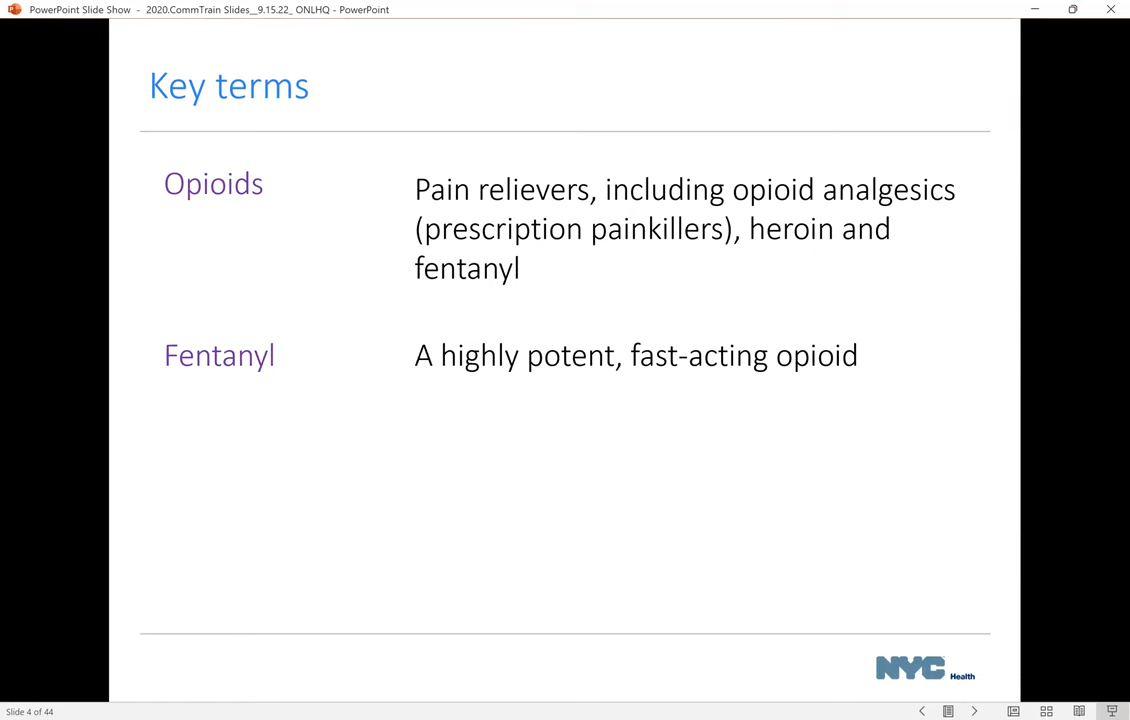 PowerPoint Slide Show - 2020.CommTrain Slides__9.15.22_ ONLHQ - PowerPoint
Key terms
Opioids
Pain relievers, including opioid analgesics
(prescription painkillers), heroin and
fentanyl
Fentanyl
A highly potent, fast-acting opioid
NYC Health
Slide 4 of 44